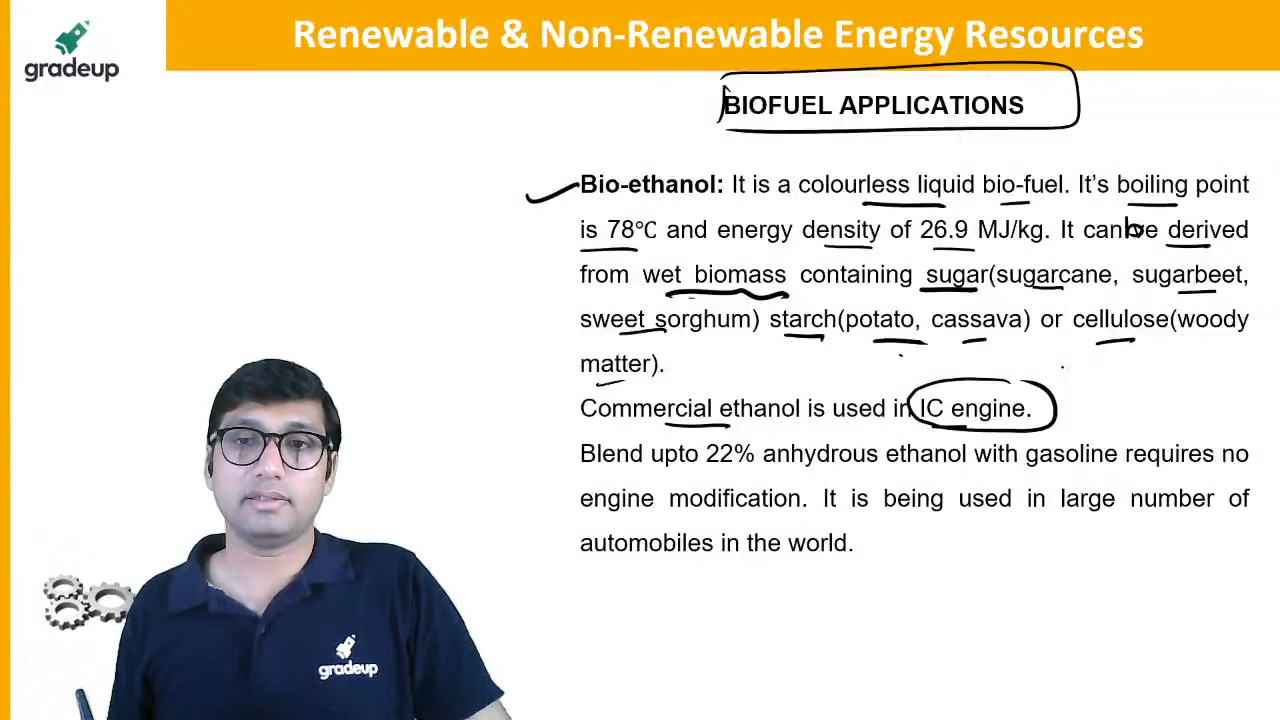 Renewable & Non-Renewable Energy Resources
gradeup
BIOFUEL APPLICATIONS
Bio-ethanol: It is a colourless liquid bio-fuel. It's boiling point
is 78℃ and energy density of 26.9 MJ/kg. It can be derived
from wet biomass containing sugar(sugarcane, sugarbeet,
sweet sorghum) starch(potato, cassava) or cellulose(woody
matter).
Commercial ethanol is used in IC engine.
Blend upto 22% anhydrous ethanol with gasoline requires no
engine modification. It is being used in large number of
automobiles in the world.
gradeup